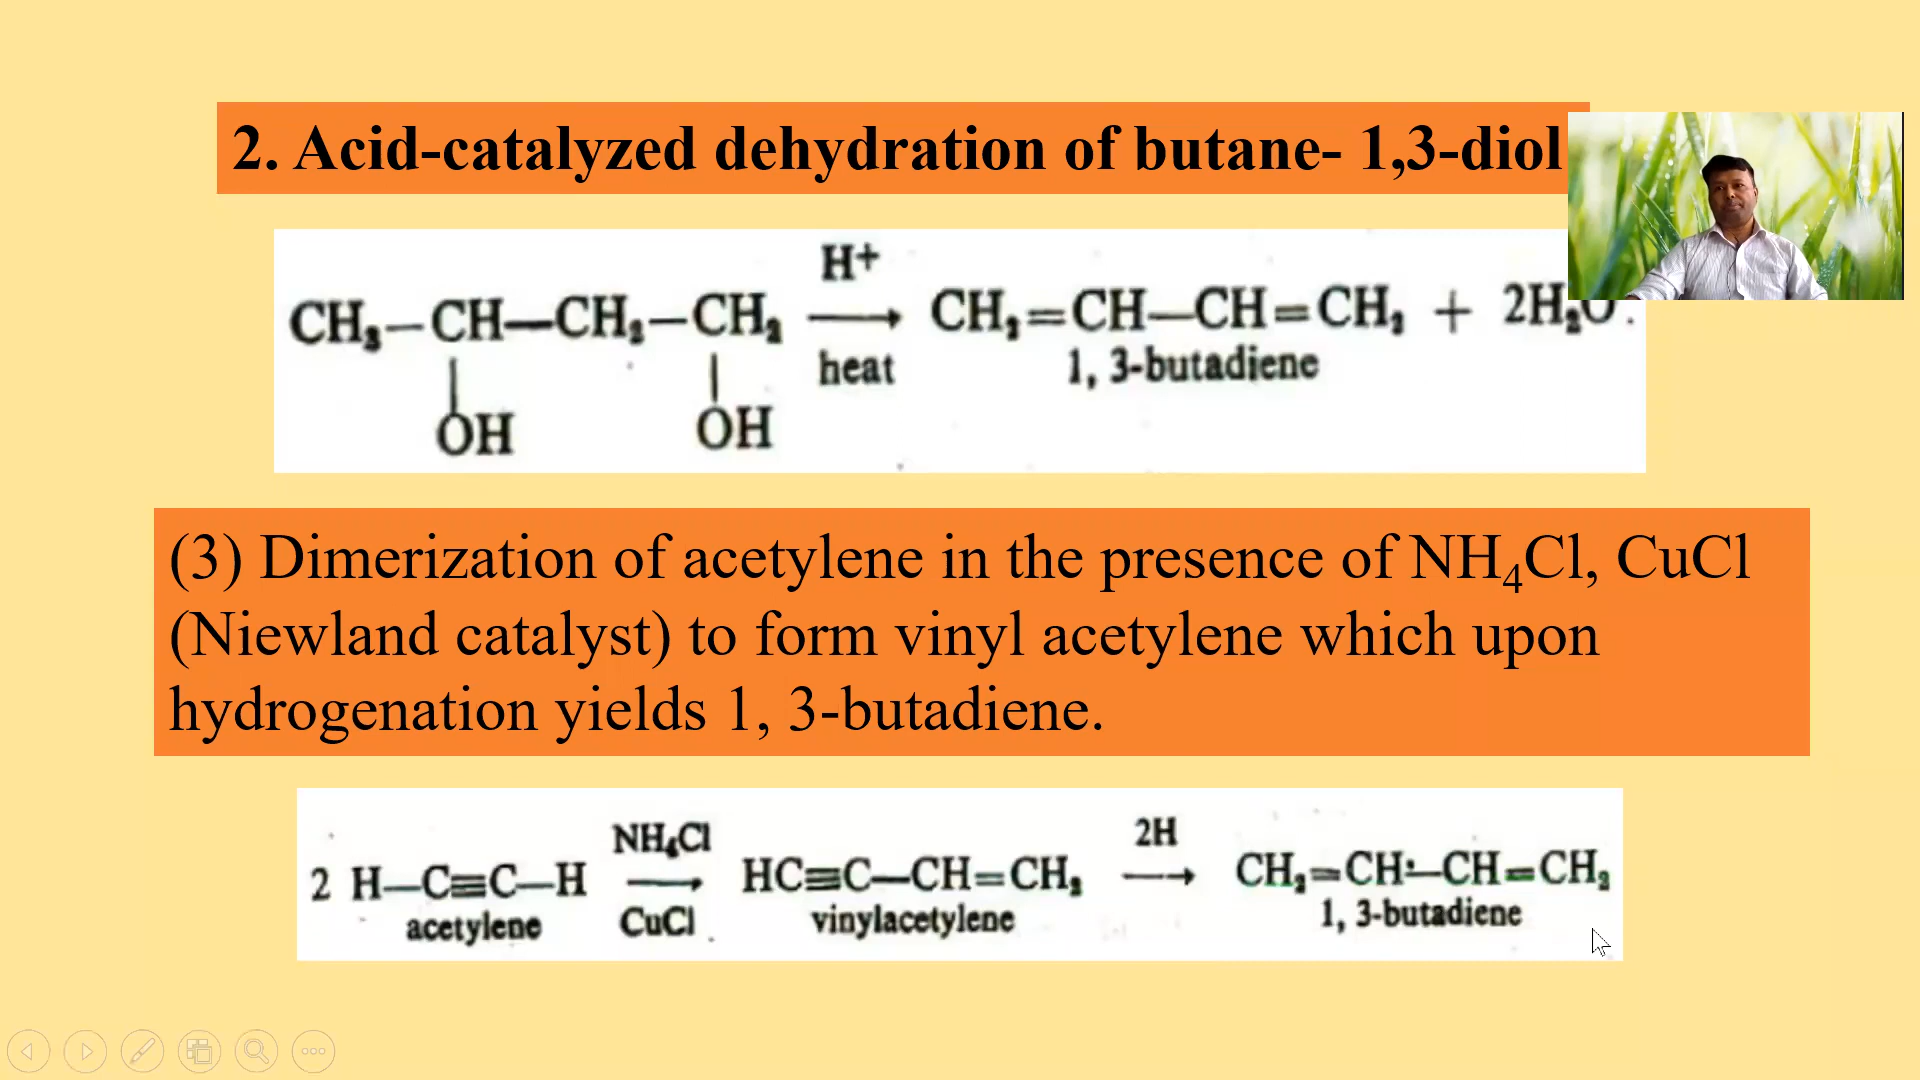 2. Acid-catalyzed dehydration of butane- 1,3-diol
H+
CH₃—CH—CH₂—CH₂ → CH₂=CH—CH=CH₂ + 2H₂O.
heat
1, 3-butadiene
OH OH
(3) Dimerization of acetylene in the presence of NH₄Cl, CuCl
(Niewland catalyst) to form vinyl acetylene which upon
hydrogenation yields 1, 3-butadiene.
NH₄Cl 2H
2 H—C≡C—H → HC≡C—CH=CH₂ → CH₂=CH—CH=CH₂
acetylene CuCl vinylacetylene 1, 3-butadiene